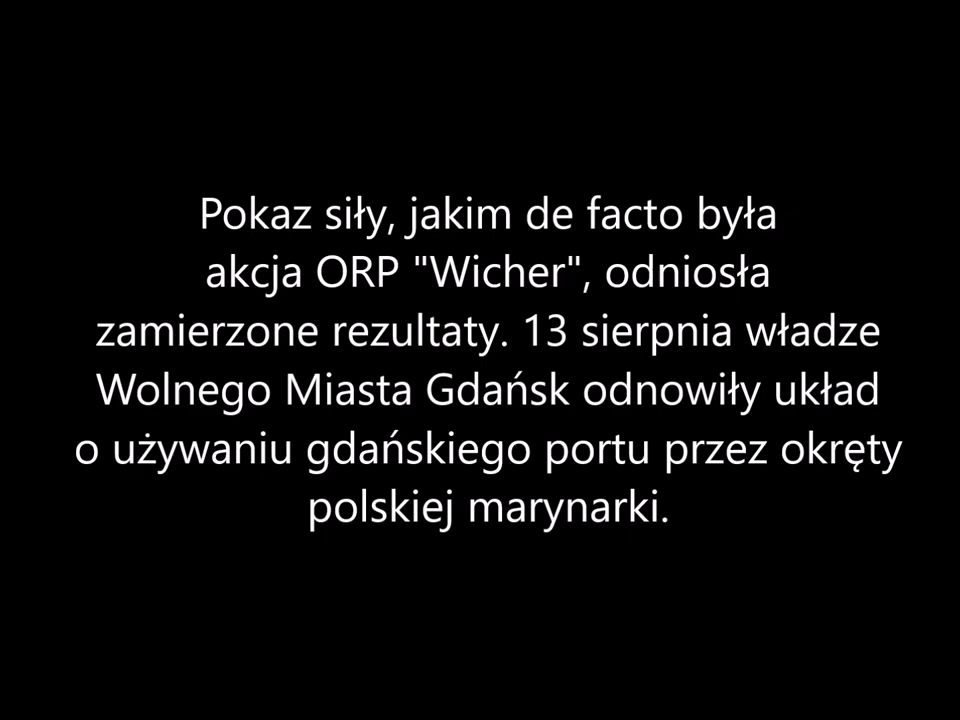 Pokaz siły, jakim de facto była
akcja ORP "Wicher", odniosła
zamierzone rezultaty. 13 sierpnia władze
Wolnego Miasta Gdańsk odnowiły układ
o używaniu gdańskiego portu przez okręty
polskiej marynarki.